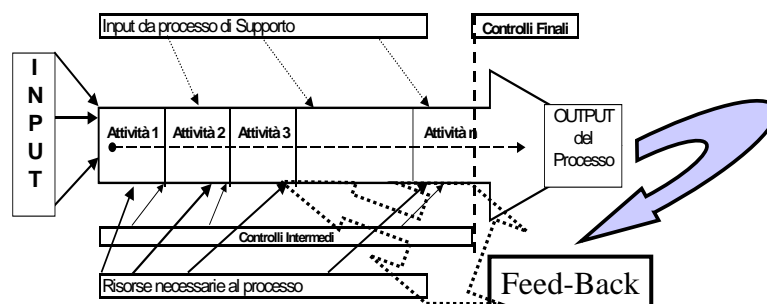 Input da processo di Supporto
Controlli Finali
INPUT
Attività 1
Attività 2
Attività 3
Attività n
OUTPUT
del
Processo
Controlli Intermedi
Risorse necessarie al processo
Feed-Back